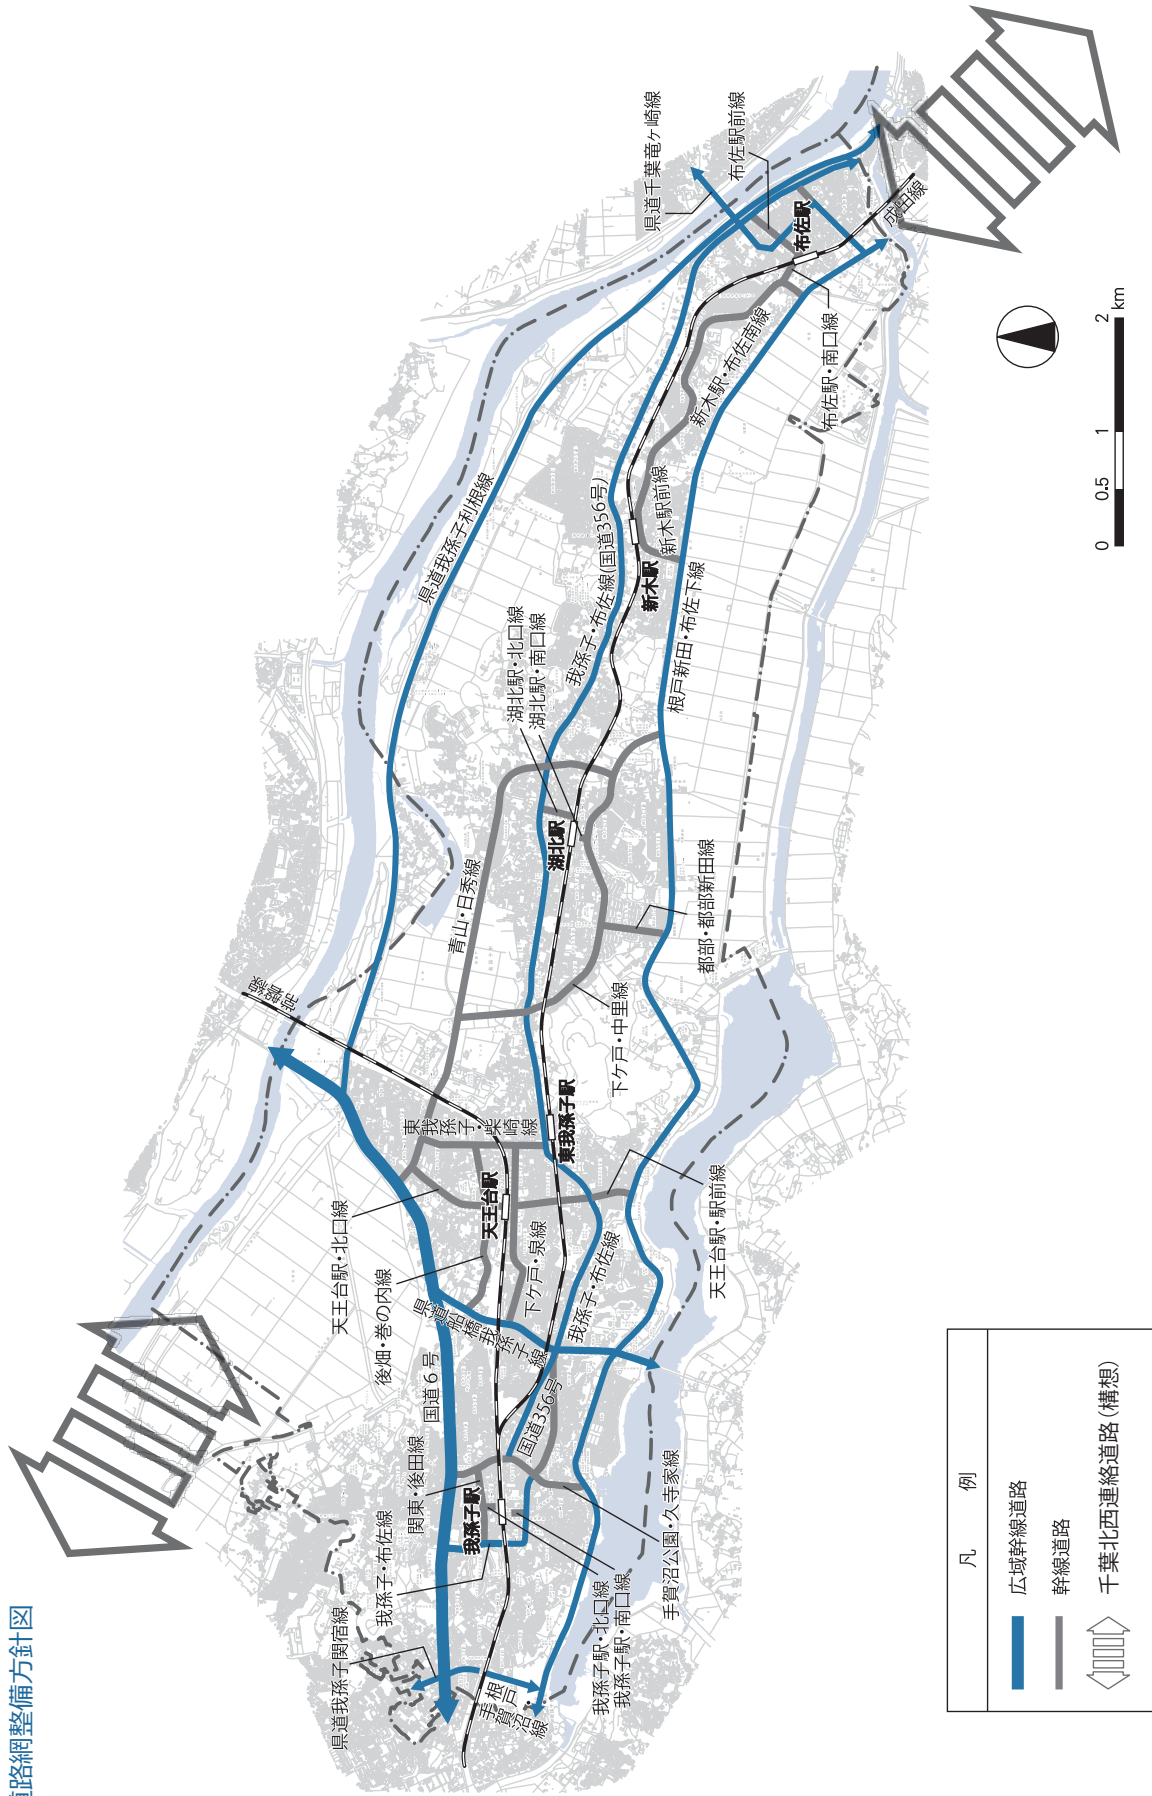 道路網整備方針図
県道千葉竜ヶ崎線
布佐駅前線
布佐駅
成田線
布佐駅・南口線
新木駅・布佐南線
新木駅前線
新木駅
県道我孫子利根線
我孫子・布佐線(国道356号)
根戸新田・布佐下線
湖北駅・北口線
湖北駅・南口線
湖北駅
青山・日秀線
都部・都部新田線
下ケ戸・中里線
常磐線
東我孫子・柴崎線
東我孫子駅
天王台駅
天王台駅・北口線
天王台駅・駅前線
後畑・巻の内線
下ケ戸・泉線
我孫子・布佐線
県道船橋我孫子線
国道6号
国道356号
関東・後田線
我孫子駅
我孫子・布佐線
手賀沼公園・久寺家線
我孫子駅・北口線
我孫子駅・南口線
県道我孫子関宿線
根戸
手賀沼線
0 0.5 1 2 km
凡 例
広域幹線道路
幹線道路
千葉北西連絡道路(構想)